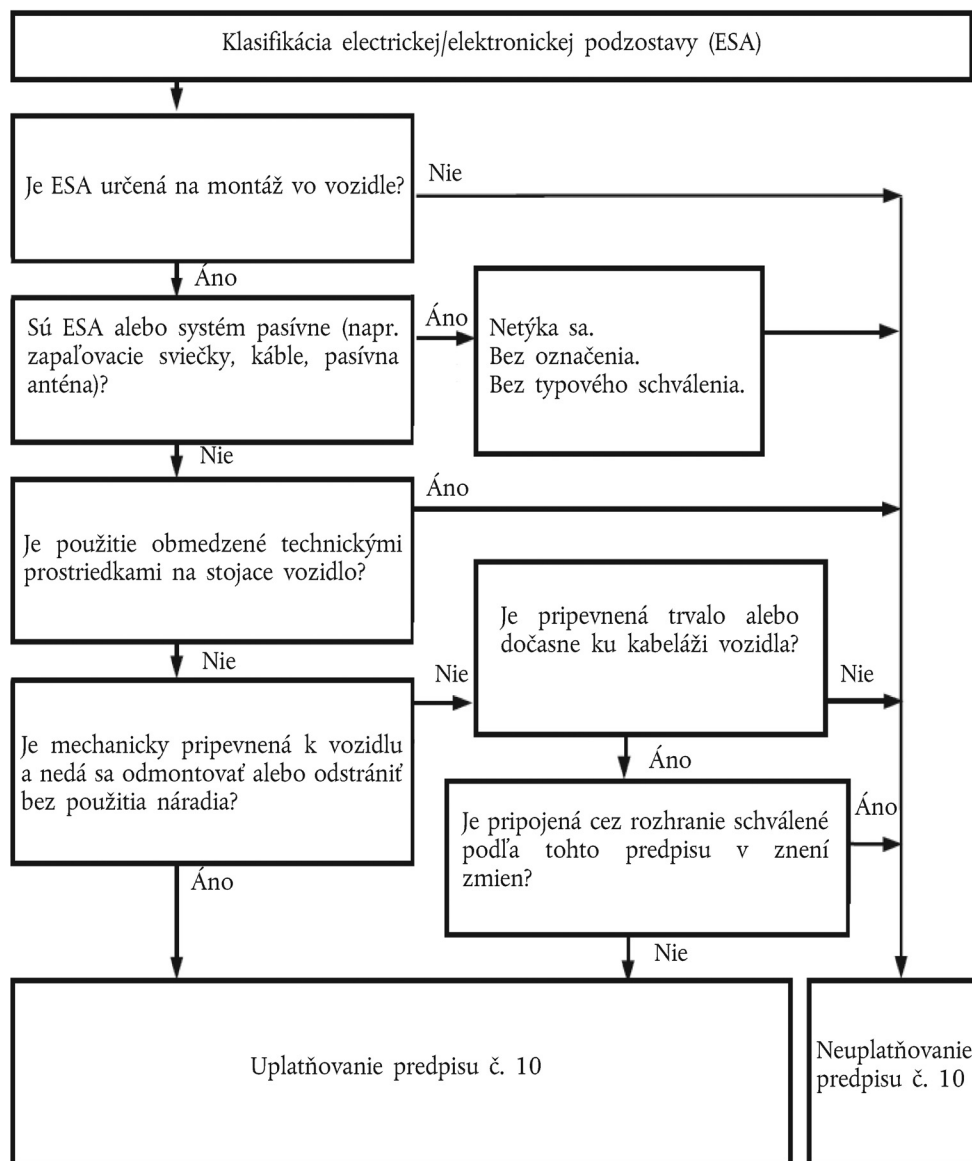 Klasifikácia electrickej/elektronickej podzostavy (ESA)
Je ESA určená na montáž vo vozidle?
Nie
Áno
Sú ESA alebo systém pasívne (napr.
zapaľovacie sviečky, káble, pasívna
anténa)?
Áno
Netýka sa.
Bez označenia.
Bez typového schválenia.
Nie
Je použitie obmedzené technickými
prostriedkami na stojace vozidlo?
Áno
Nie
Je mechanicky pripevnená k vozidlu
a nedá sa odmontovať alebo odstrániť
bez použitia náradia?
Nie
Je pripevnená trvalo alebo
dočasne ku kabeláži vozidla?
Nie
Áno
Je pripojená cez rozhranie schválené
podľa tohto predpisu v znení
zmien?
Áno
Áno
Nie
Uplatňovanie predpisu č. 10
Neuplatňovanie
predpisu č. 10